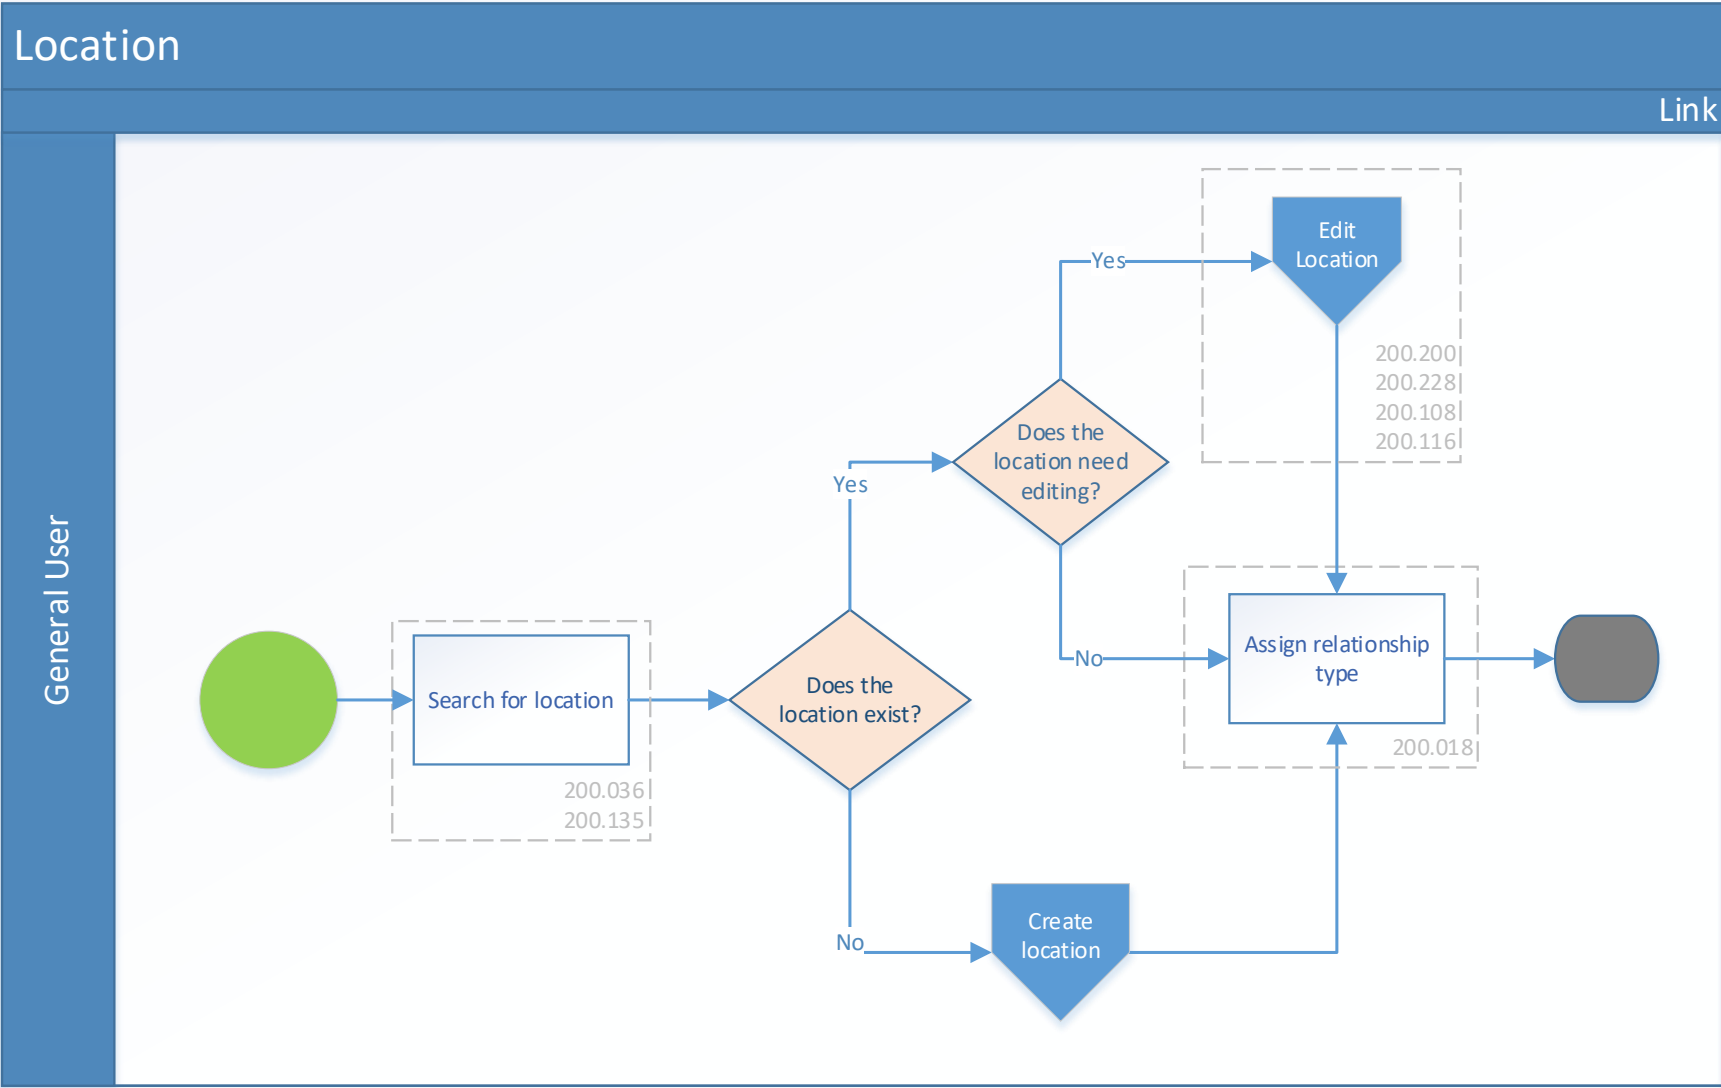 Location
Link
General User
Edit
Location
Yes
200.200
200.228
200.108
200.116
Does the
location need
editing?
Yes
No
Assign relationship
type
200.018
Search for location
200.036
200.135
Does the
location exist?
No
Create
location